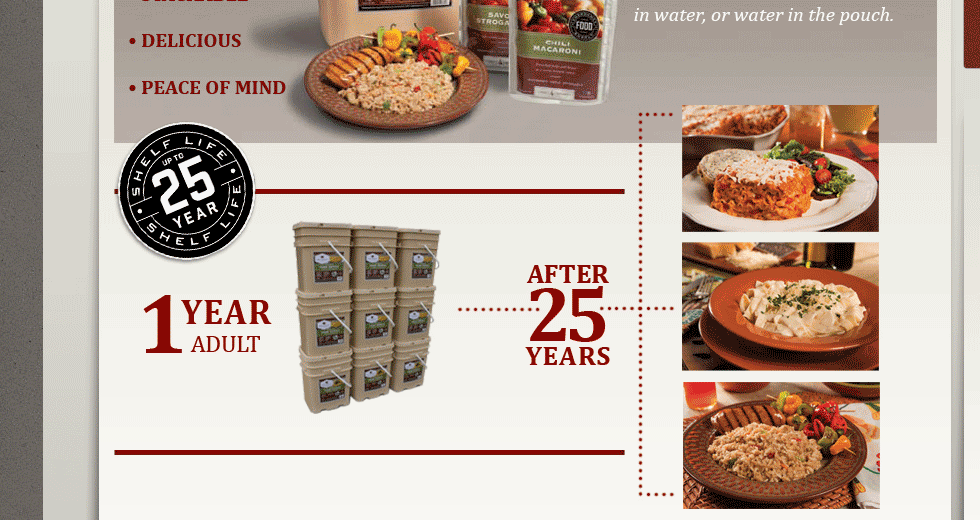 in water, or water in the pouch.
• DELICIOUS
• PEACE OF MIND
CHILI
MACARONI
FOOD
SHELF LIFE
UP TO
25
YEAR
SHELF LIFE
1 YEAR
ADULT
AFTER
25
YEARS